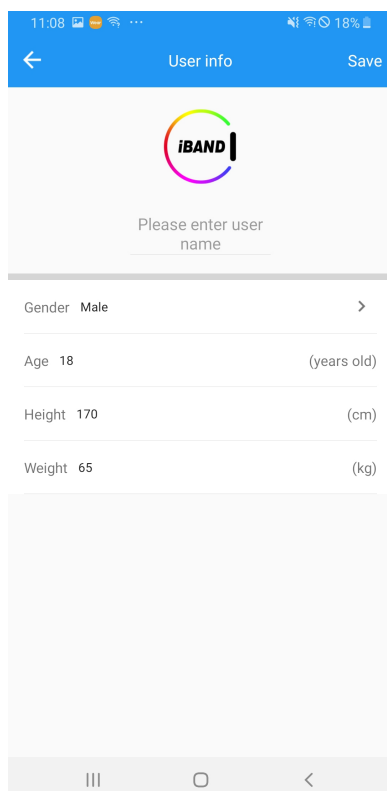 11:08 ... 18%
User info Save
iBAND
Please enter user
name
Gender Male
Age 18 (years old)
Height 170 (cm)
Weight 65 (kg)